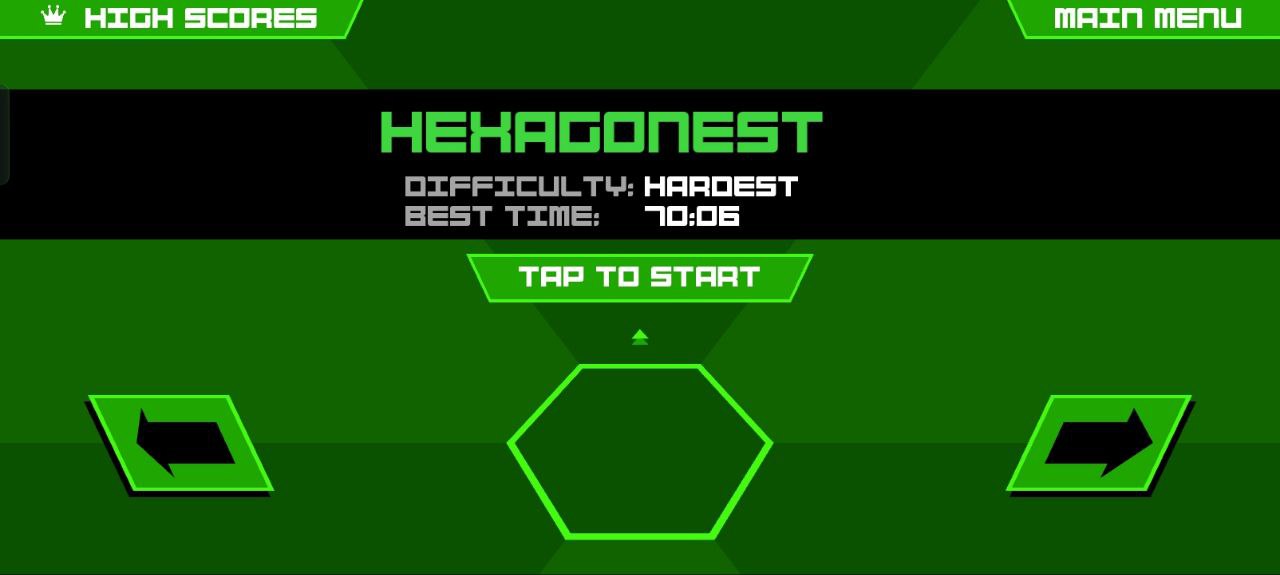 HIGH SCORES
MAIN MENU
HEXAGONEST
DIFFICULTY: HARDEST
BEST TIME: 70:06
TAP TO START